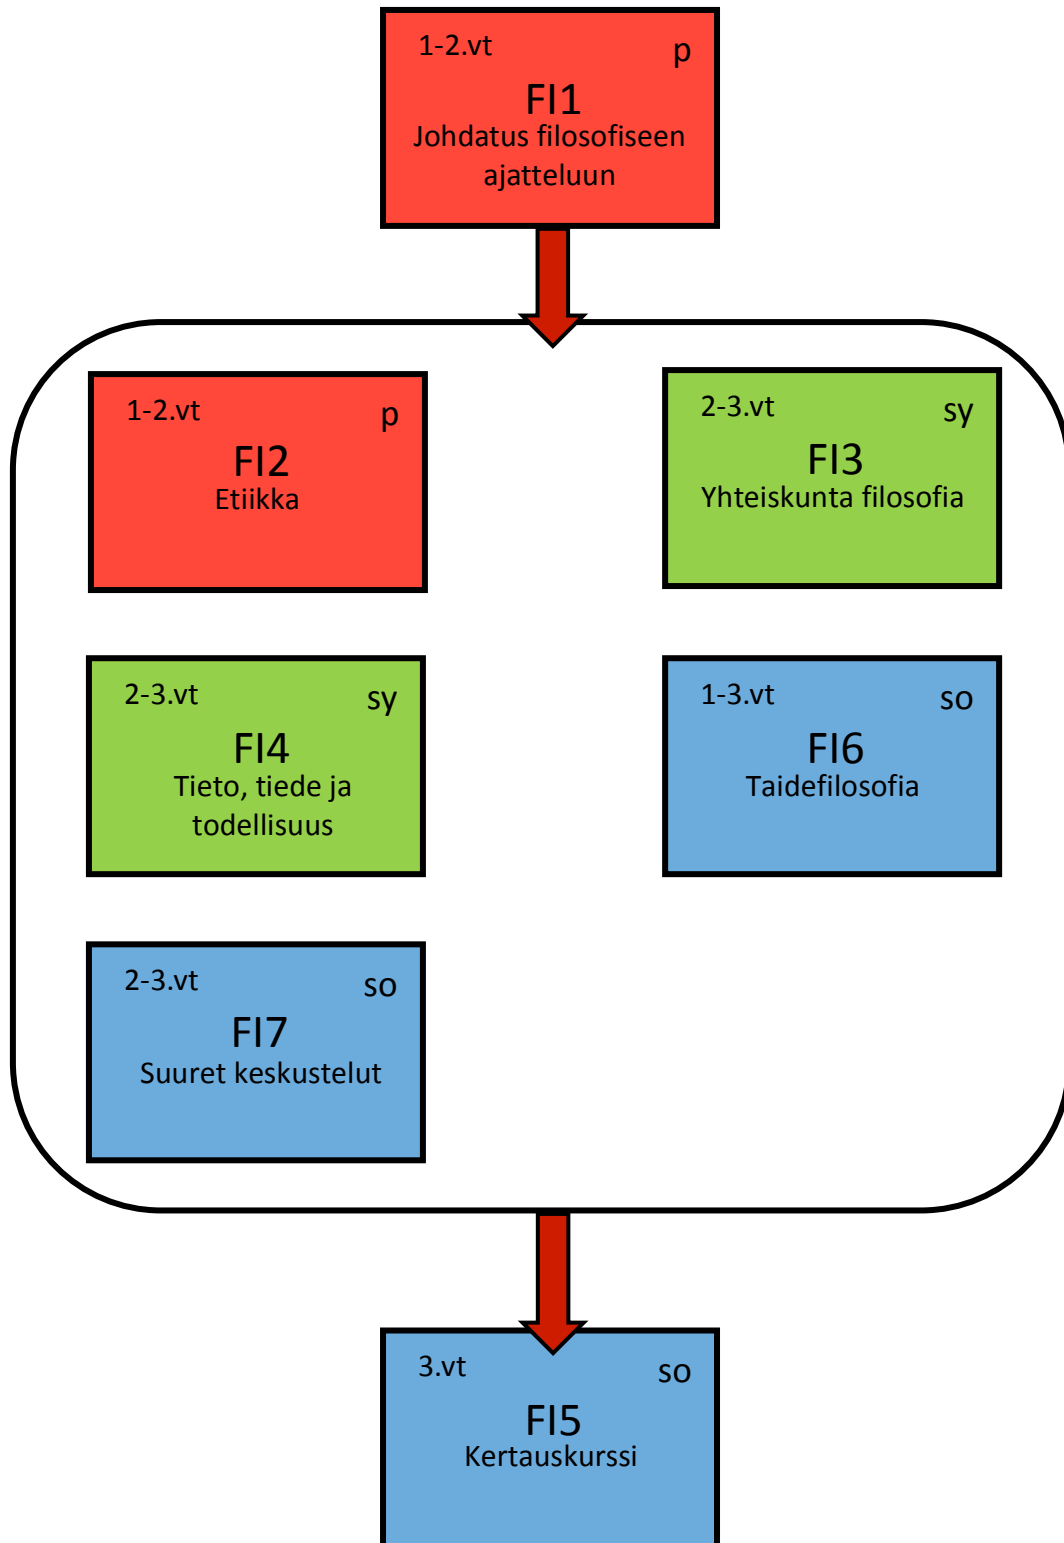 1-2.vt p
FI1
Johdatus filosofiseen
ajatteluun
1-2.vt p
FI2
Etiikka
2-3.vt sy
FI3
Yhteiskunta filosofia
2-3.vt sy
FI4
Tieto, tiede ja
todellisuus
1-3.vt so
FI6
Taidefilosofia
2-3.vt so
FI7
Suuret keskustelut
3.vt so
FI5
Kertauskurssi